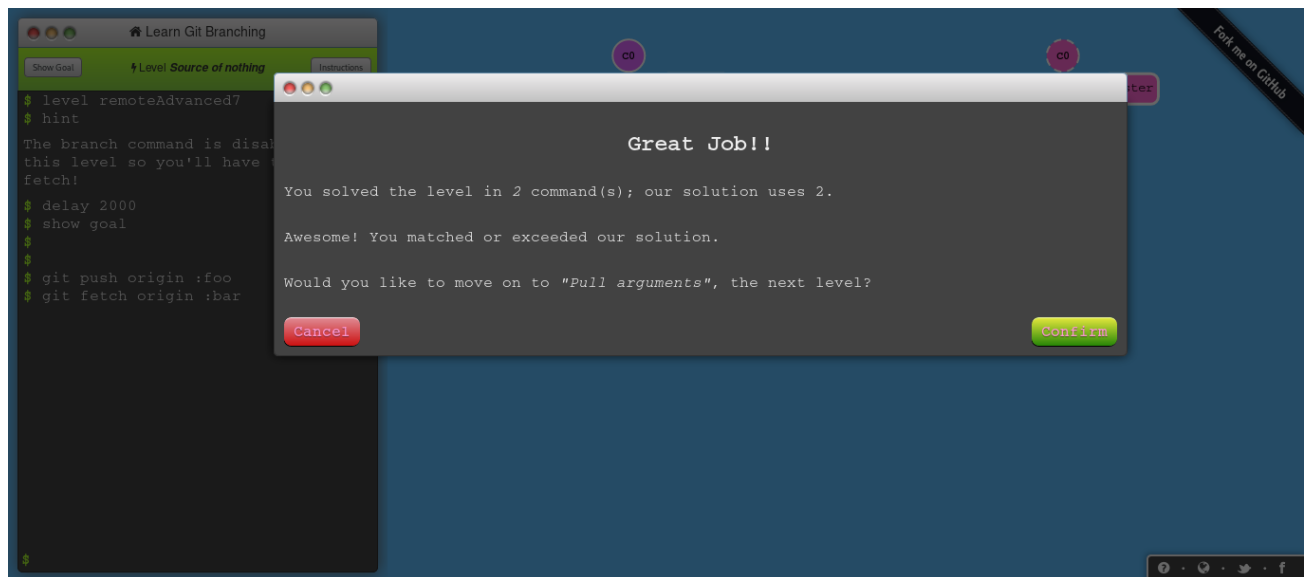 Learn Git Branching
Show Goal
Level Source of nothing
Instructions
$ level remoteAdvanced7
$ hint
The branch command is
this level so you'll have
fetch!
$ delay 2000
$ show goal
$
$
$ git push origin :foo
$ git fetch origin :bar
$
c0
c0
Fork me on GitHub
Great Job!!
You solved the level in 2 command(s); our solution uses 2.
Awesome! You matched or exceeded our solution.
Would you like to move on to "Pull arguments", the next level?
Cancel
Confirm